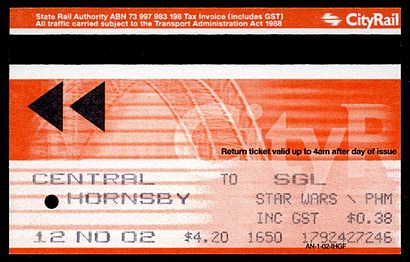 State Rail Authority ABN 73 997 983 198 Tax Invoice (includes GST)
All traffic carried subject to the Transport Administration Act 1988
CityRail
CityR
Return ticket valid up to 4am after day of issue
CENTRAL TO SGL
HORNSBY STAR WARS \ PHM
INC GST $0.38
12 NO 02 $4.20 1650 1792427246
AN-1-02-IHGF